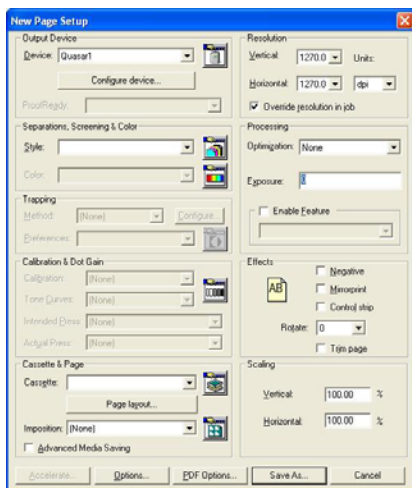 New Page Setup
Output Device
Device: Quasar1
Configure device...
ProofReady:
Separations, Screening & Color
Style:
Color:
Trapping
Method: (None) Configure...
Preferences:
Calibration & Dot Gain
Calibration: (None)
Tone Curves: (None)
Intended Press: (None)
Actual Press: (None)
Cassette & Page
Cassette:
Page layout...
Imposition: (None)
Advanced Media Saving
Resolution
Vertical: 1270.0 Units:
Horizontal: 1270.0 dpi
Override resolution in job
Processing
Optimization: None
Exposure: 0
Enable Feature
Effects
AB
Negative
Mirrorprint
Control strip
Rotate: 0
Trim page
Scaling
Vertical: 100.00 %
Horizontal: 100.00 %
Accelerate... Options... PDF Options... Save As... Cancel